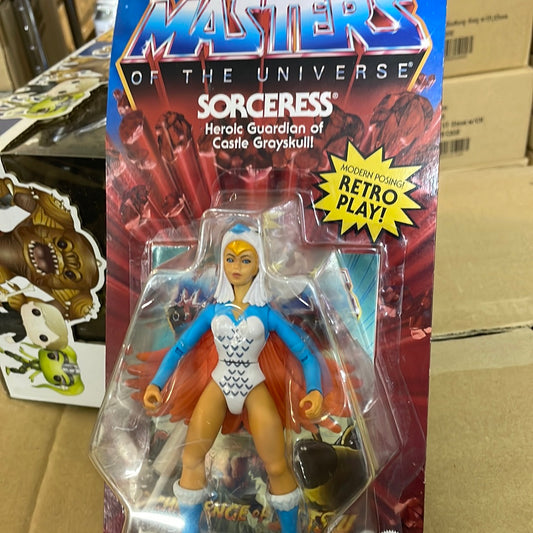 MASTERS
OF THE UNIVERSE®
SORCERESS®
Heroic Guardian of
Castle Grayskull!
MODERN POSING!
RETRO
PLAY!